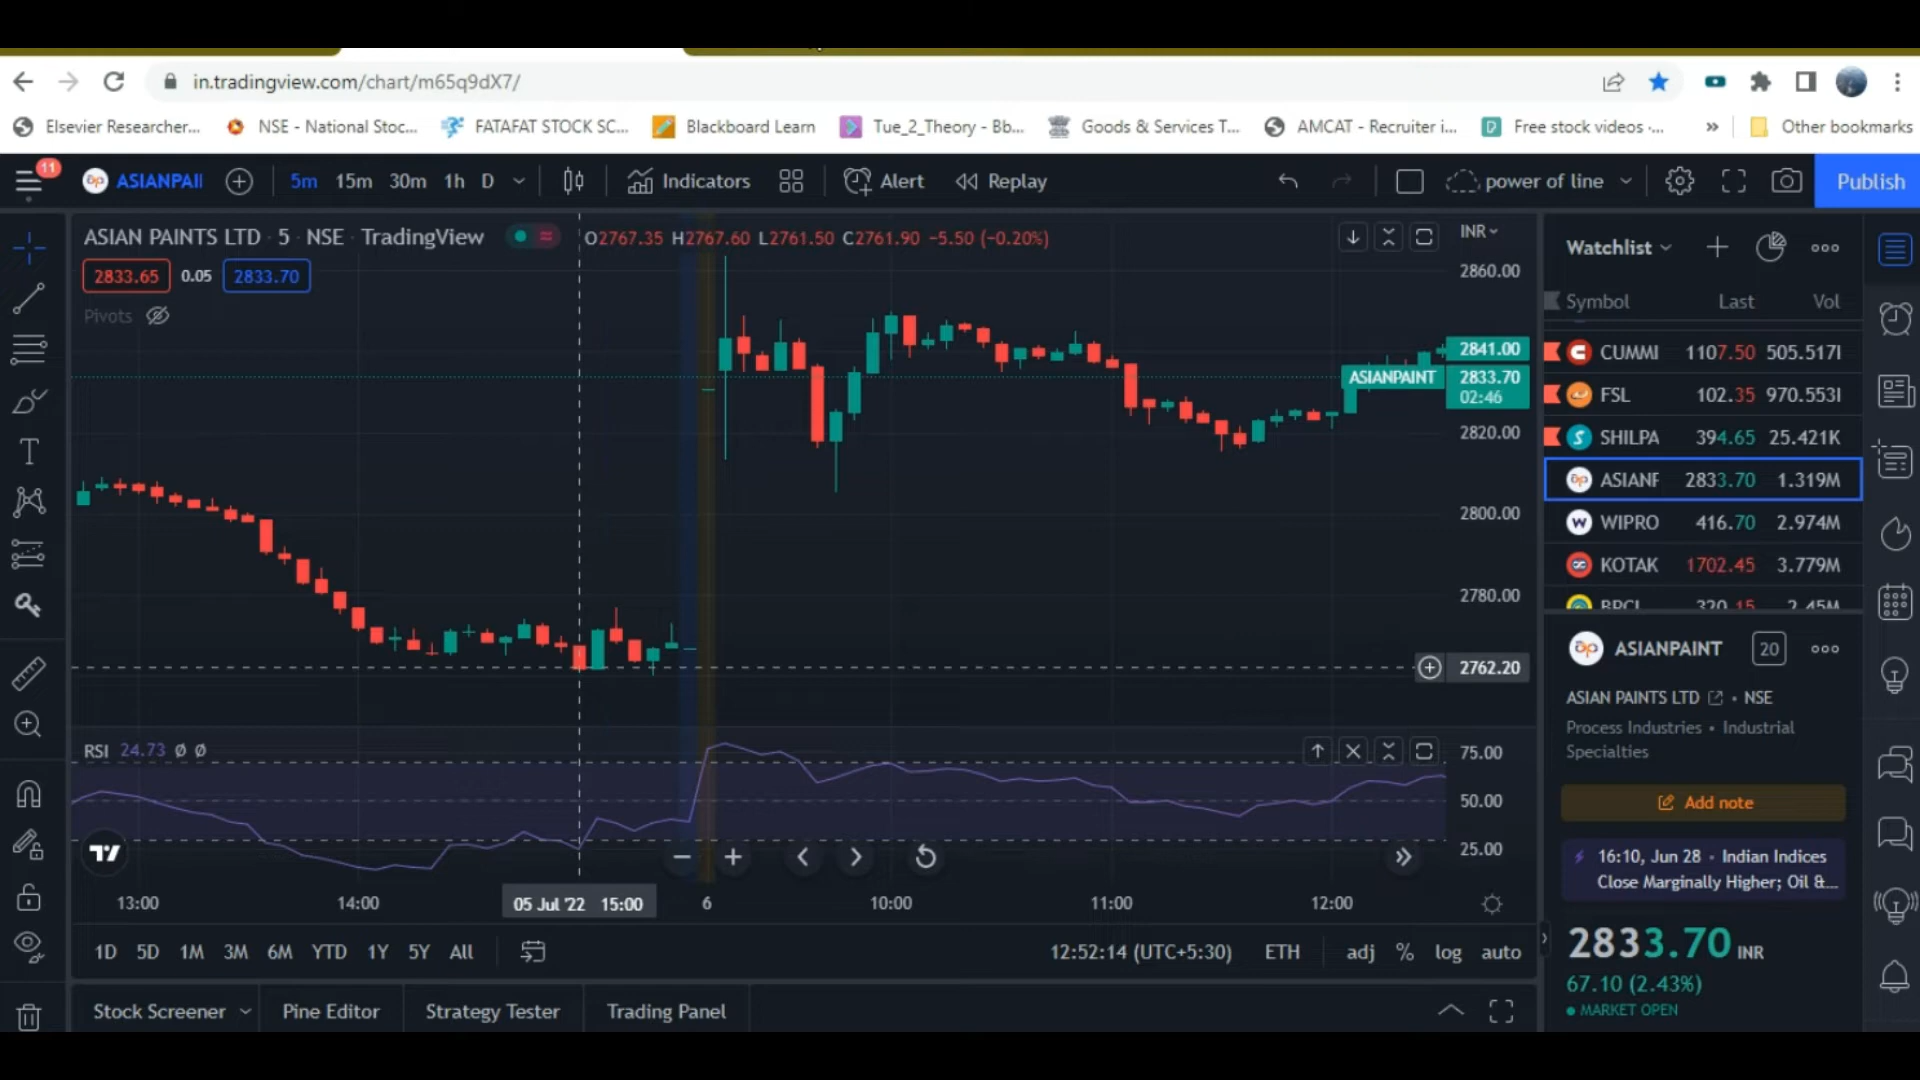 in.tradingview.com/chart/m65q9dX7/
Elsevier Researcher... NSE - National Stoc... FATAFAT STOCK SC... Blackboard Learn Tue_2_Theory - Bb... Goods & Services T... AMCAT - Recruiter i... Free stock videos -... » Other bookmarks
11 ASIANPAI 5m 15m 30m 1h D Indicators Alert Replay power of line Publish
ASIAN PAINTS LTD · 5 · NSE · TradingView O2767.35 H2767.60 L2761.50 C2761.90 −5.50 (−0.20%) INR
2833.65 0.05 2833.70
Pivots
2860.00
2841.00
ASIANPAINT 2833.70
02:46
2820.00
2800.00
2780.00
2762.20
RSI 24.73 Ø Ø
75.00
50.00
25.00
13:00 14:00 05 Jul '22 15:00 6 10:00 11:00 12:00
1D 5D 1M 3M 6M YTD 1Y 5Y All 12:52:14 (UTC+5:30) ETH adj % log auto
Stock Screener Pine Editor Strategy Tester Trading Panel
Watchlist
Symbol Last Vol
CUMMI 1107.50 505.517
FSL 102.35 970.553
SHILPA 394.65 25.421K
ASIANF 2833.70 1.319M
WIPRO 416.70 2.974M
KOTAK 1702.45 3.779M
BPCL 320.15 2.45M
ASIANPAINT 20
ASIAN PAINTS LTD • NSE
Process Industries • Industrial
Specialties
Add note
16:10, Jun 28 • Indian Indices
Close Marginally Higher; Oil &...
2833.70 INR
67.10 (2.43%)
MARKET OPEN